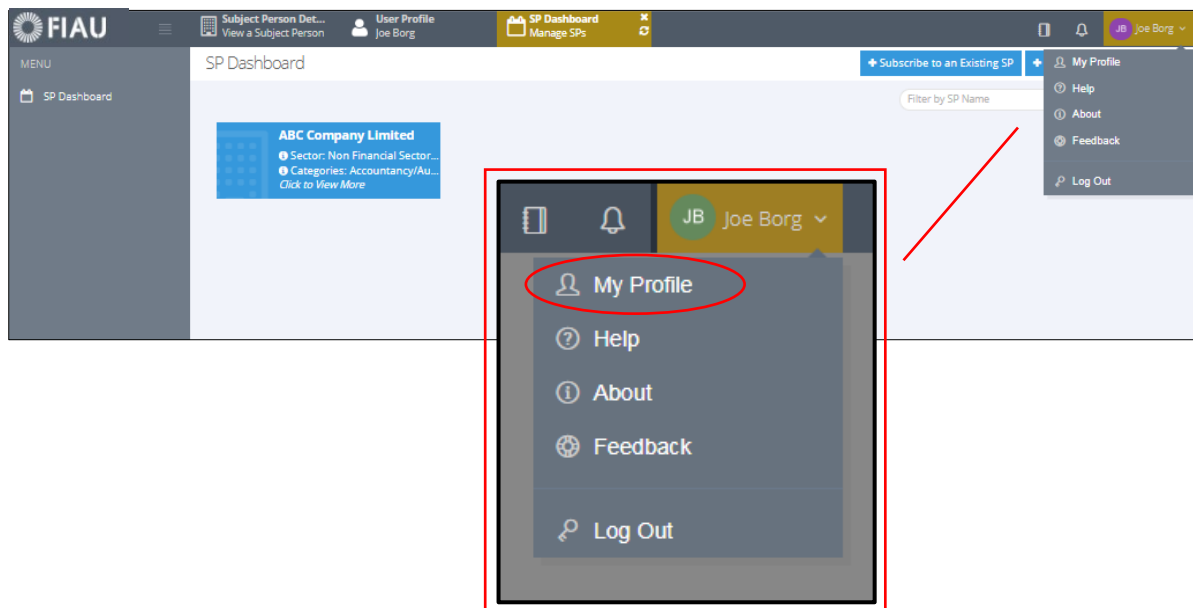 FIAU
Subject Person Det...
View a Subject Person
User Profile
Joe Borg
SP Dashboard
Manage SPs
JB Joe Borg
MENU
SP Dashboard
SP Dashboard
+ Subscribe to an Existing SP
+
Filter by SP Name
My Profile
Help
About
Feedback
Log Out
ABC Company Limited
Sector: Non Financial Sector...
Categories: Accountancy/Au...
Click to View More
JB Joe Borg
My Profile
Help
About
Feedback
Log Out